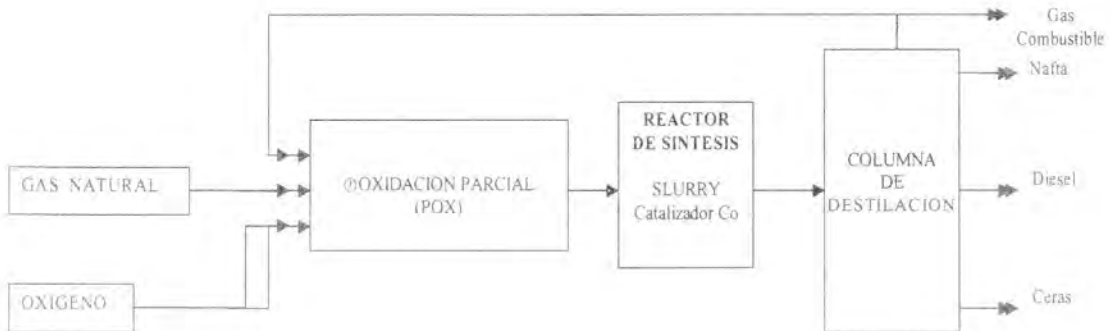 Gas
Combustible
Nafta
REACTOR
DE SINTESIS
SLURRY
Catalizador Co
COLUMNA
DE
DESTILACION
OXIDACION PARCIAL
(POX)
GAS NATURAL
Diesel
OXIGENO
Ceras